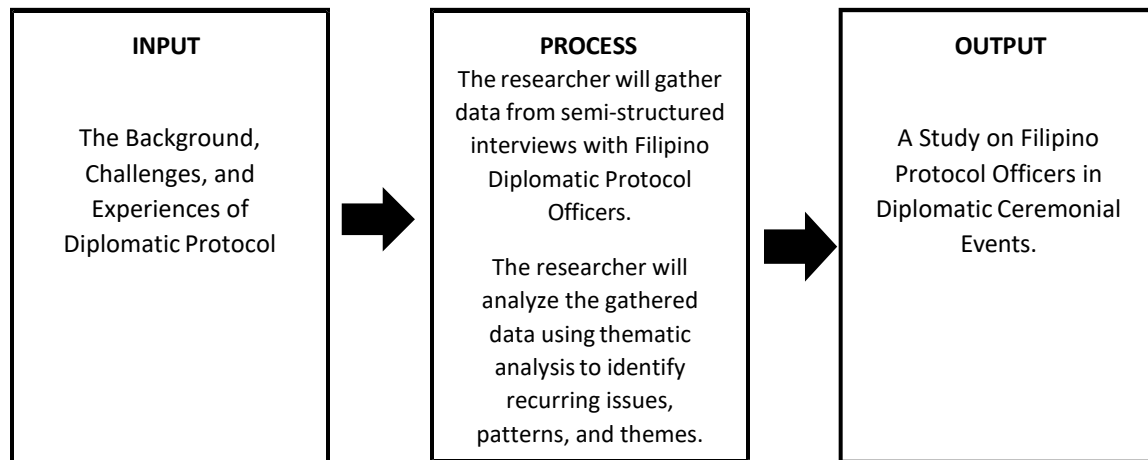 INPUT
The Background,
Challenges, and
Experiences of
Diplomatic Protocol
PROCESS
The researcher will gather
data from semi-structured
interviews with Filipino
Diplomatic Protocol
Officers.
The researcher will
analyze the gathered
data using thematic
analysis to identify
recurring issues,
patterns, and themes.
OUTPUT
A Study on Filipino
Protocol Officers in
Diplomatic Ceremonial
Events.